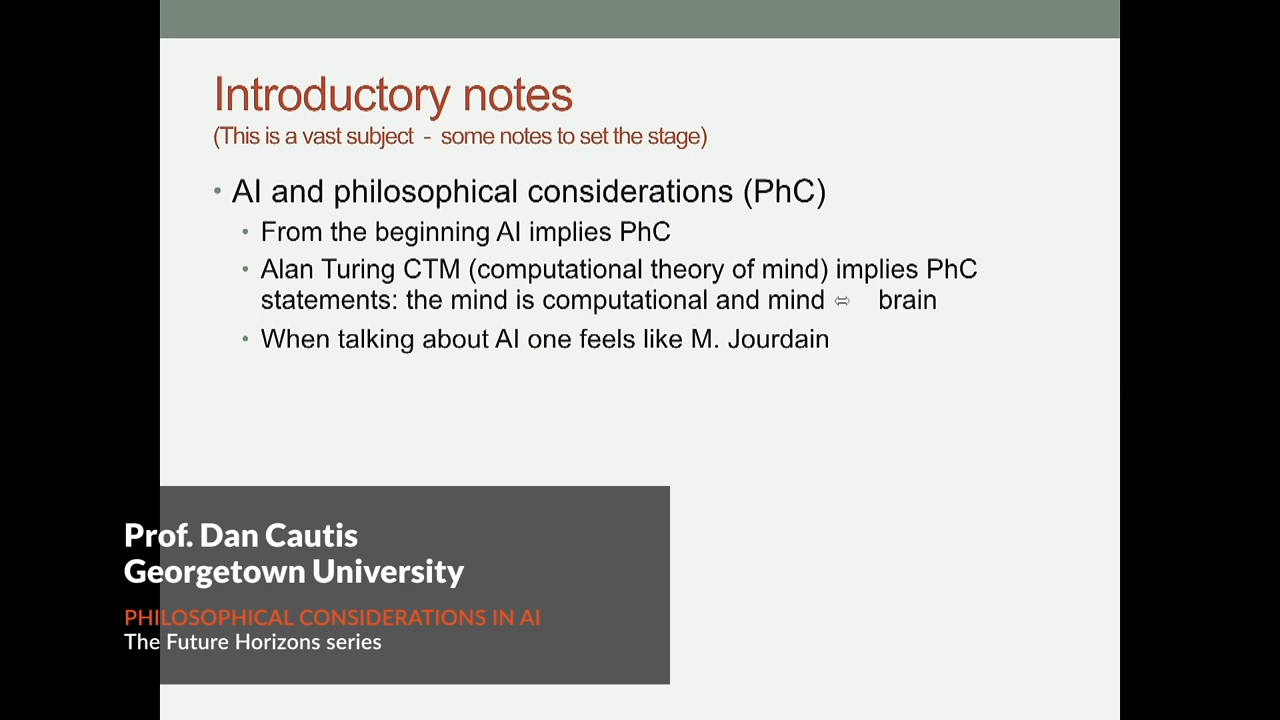 Introductory notes
(This is a vast subject - some notes to set the stage)
• AI and philosophical considerations (PhC)
• From the beginning AI implies PhC
• Alan Turing CTM (computational theory of mind) implies PhC
statements: the mind is computational and mind ⇔ brain
• When talking about AI one feels like M. Jourdain
Prof. Dan Cautis
Georgetown University
PHILOSOPHICAL CONSIDERATIONS IN AI
The Future Horizons series